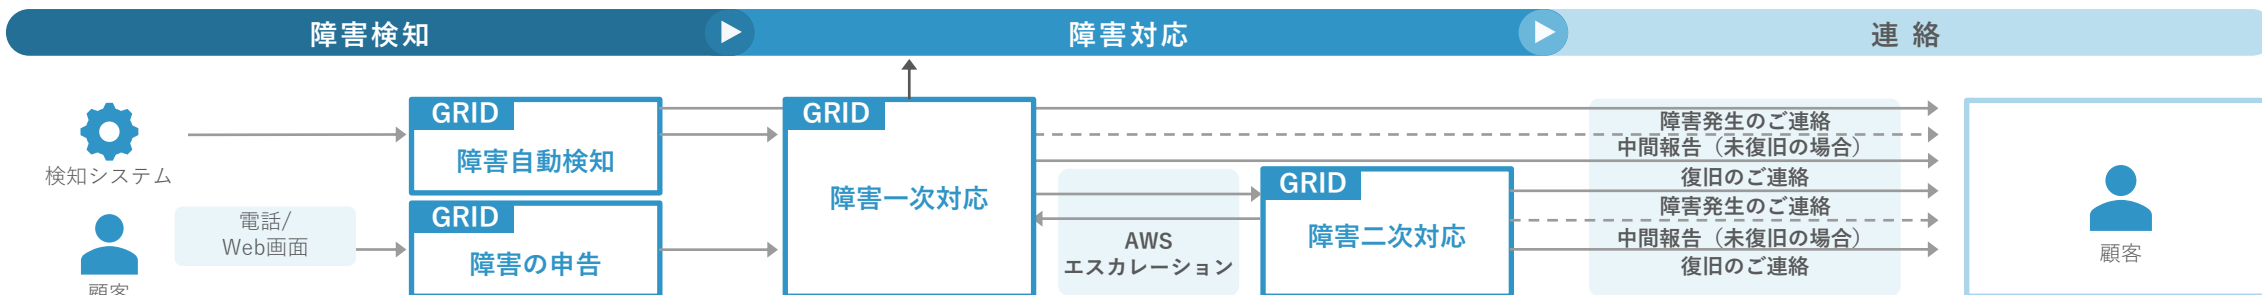 障害検知
障害対応
連 絡
検知システム
GRID
障害自動検知
顧客
電話/
Web画面
GRID
障害の申告
GRID
障害一次対応
AWS
エスカレーション
GRID
障害二次対応
障害発生のご連絡
中間報告（未復旧の場合）
復旧のご連絡
障害発生のご連絡
中間報告（未復旧の場合）
復旧のご連絡
顧客